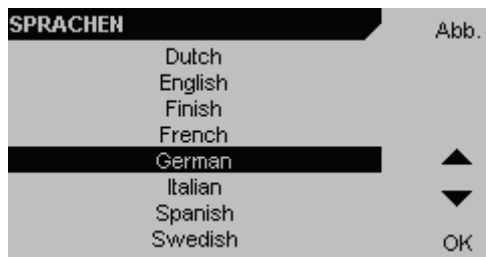 SPRACHEN
Abb.
Dutch
English
Finish
French
German
Italian
Spanish
Swedish
OK